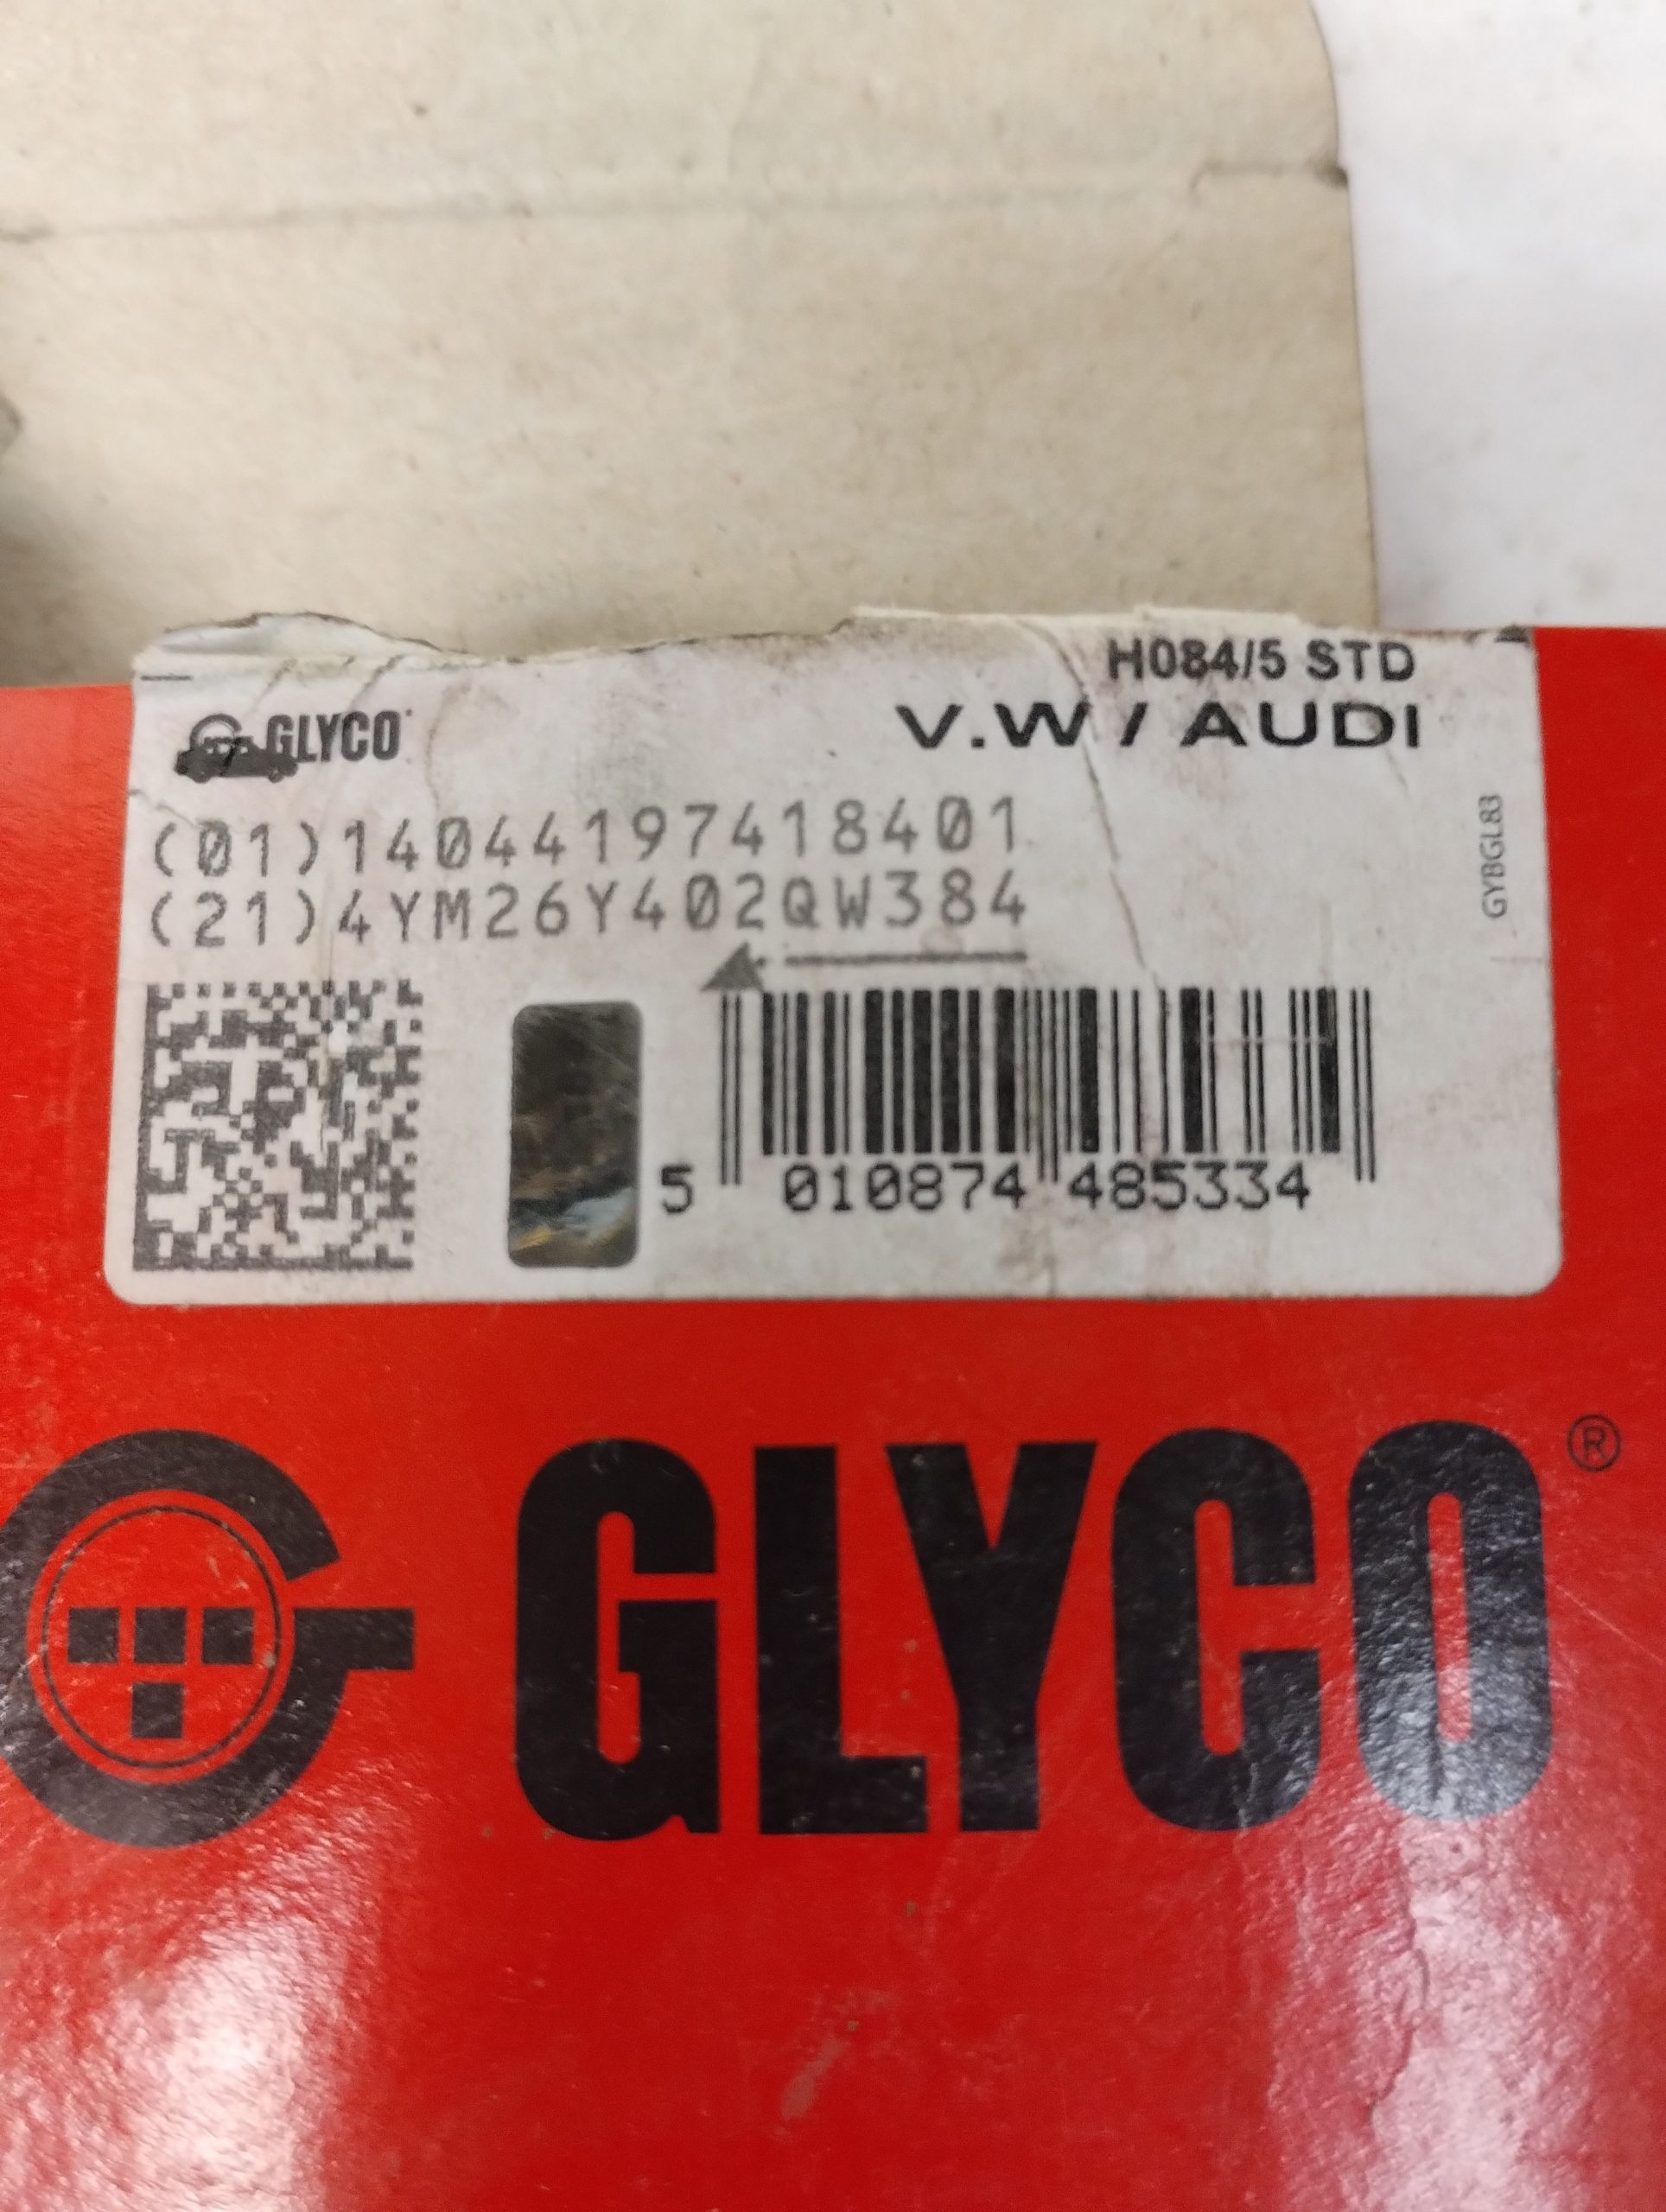 H084/5 STD
GLYCO
V.W / AUDI
(01)14044197418401
(21)4YM26Y402QW384
GYBGL83
5 010874 485334
GLYCO®